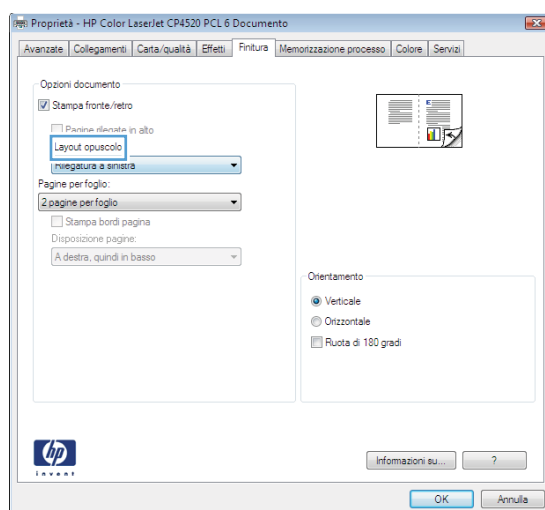 Proprietà - HP Color LaserJet CP4520 PCL 6 Documento
Avanzate Collegamenti Carta/qualità Effetti Finitura Memorizzazione processo Colore Servizi
Opzioni documento
Stampa fronte/retro
Pagine rilegate in alto
Layout opuscolo
Rilegatura a sinistra
Pagine per foglio:
2 pagine per foglio
Stampa bordi pagina
Disposizione pagine:
A destra, quindi in basso
Orientamento
Verticale
Orizzontale
Ruota di 180 gradi
hp
invent
Informazioni su... ?
OK Annulla